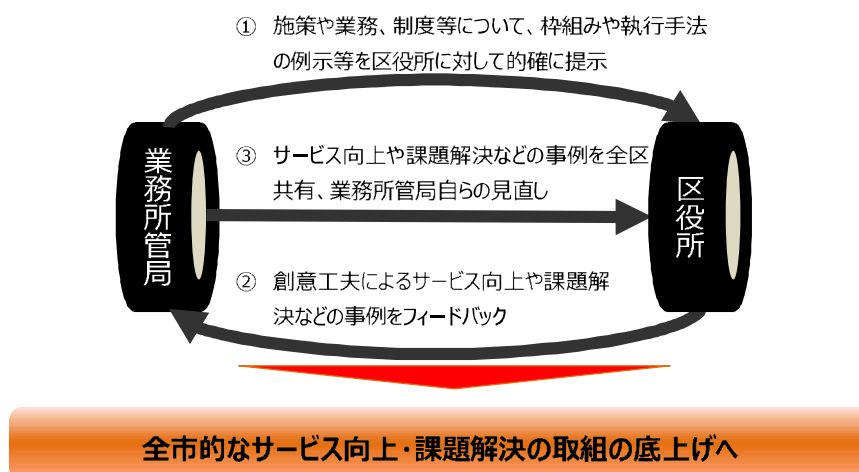 ① 施策や業務、制度等について、枠組みや執行手法
の例示等を区役所に対して的確に提示
業務所管局
③ サービス向上や課題解決などの事例を全区
共有、業務所管局自らの見直し
区役所
② 創意工夫によるサービス向上や課題解
決などの事例をフィードバック
全市的なサービス向上・課題解決の取組の底上げへ